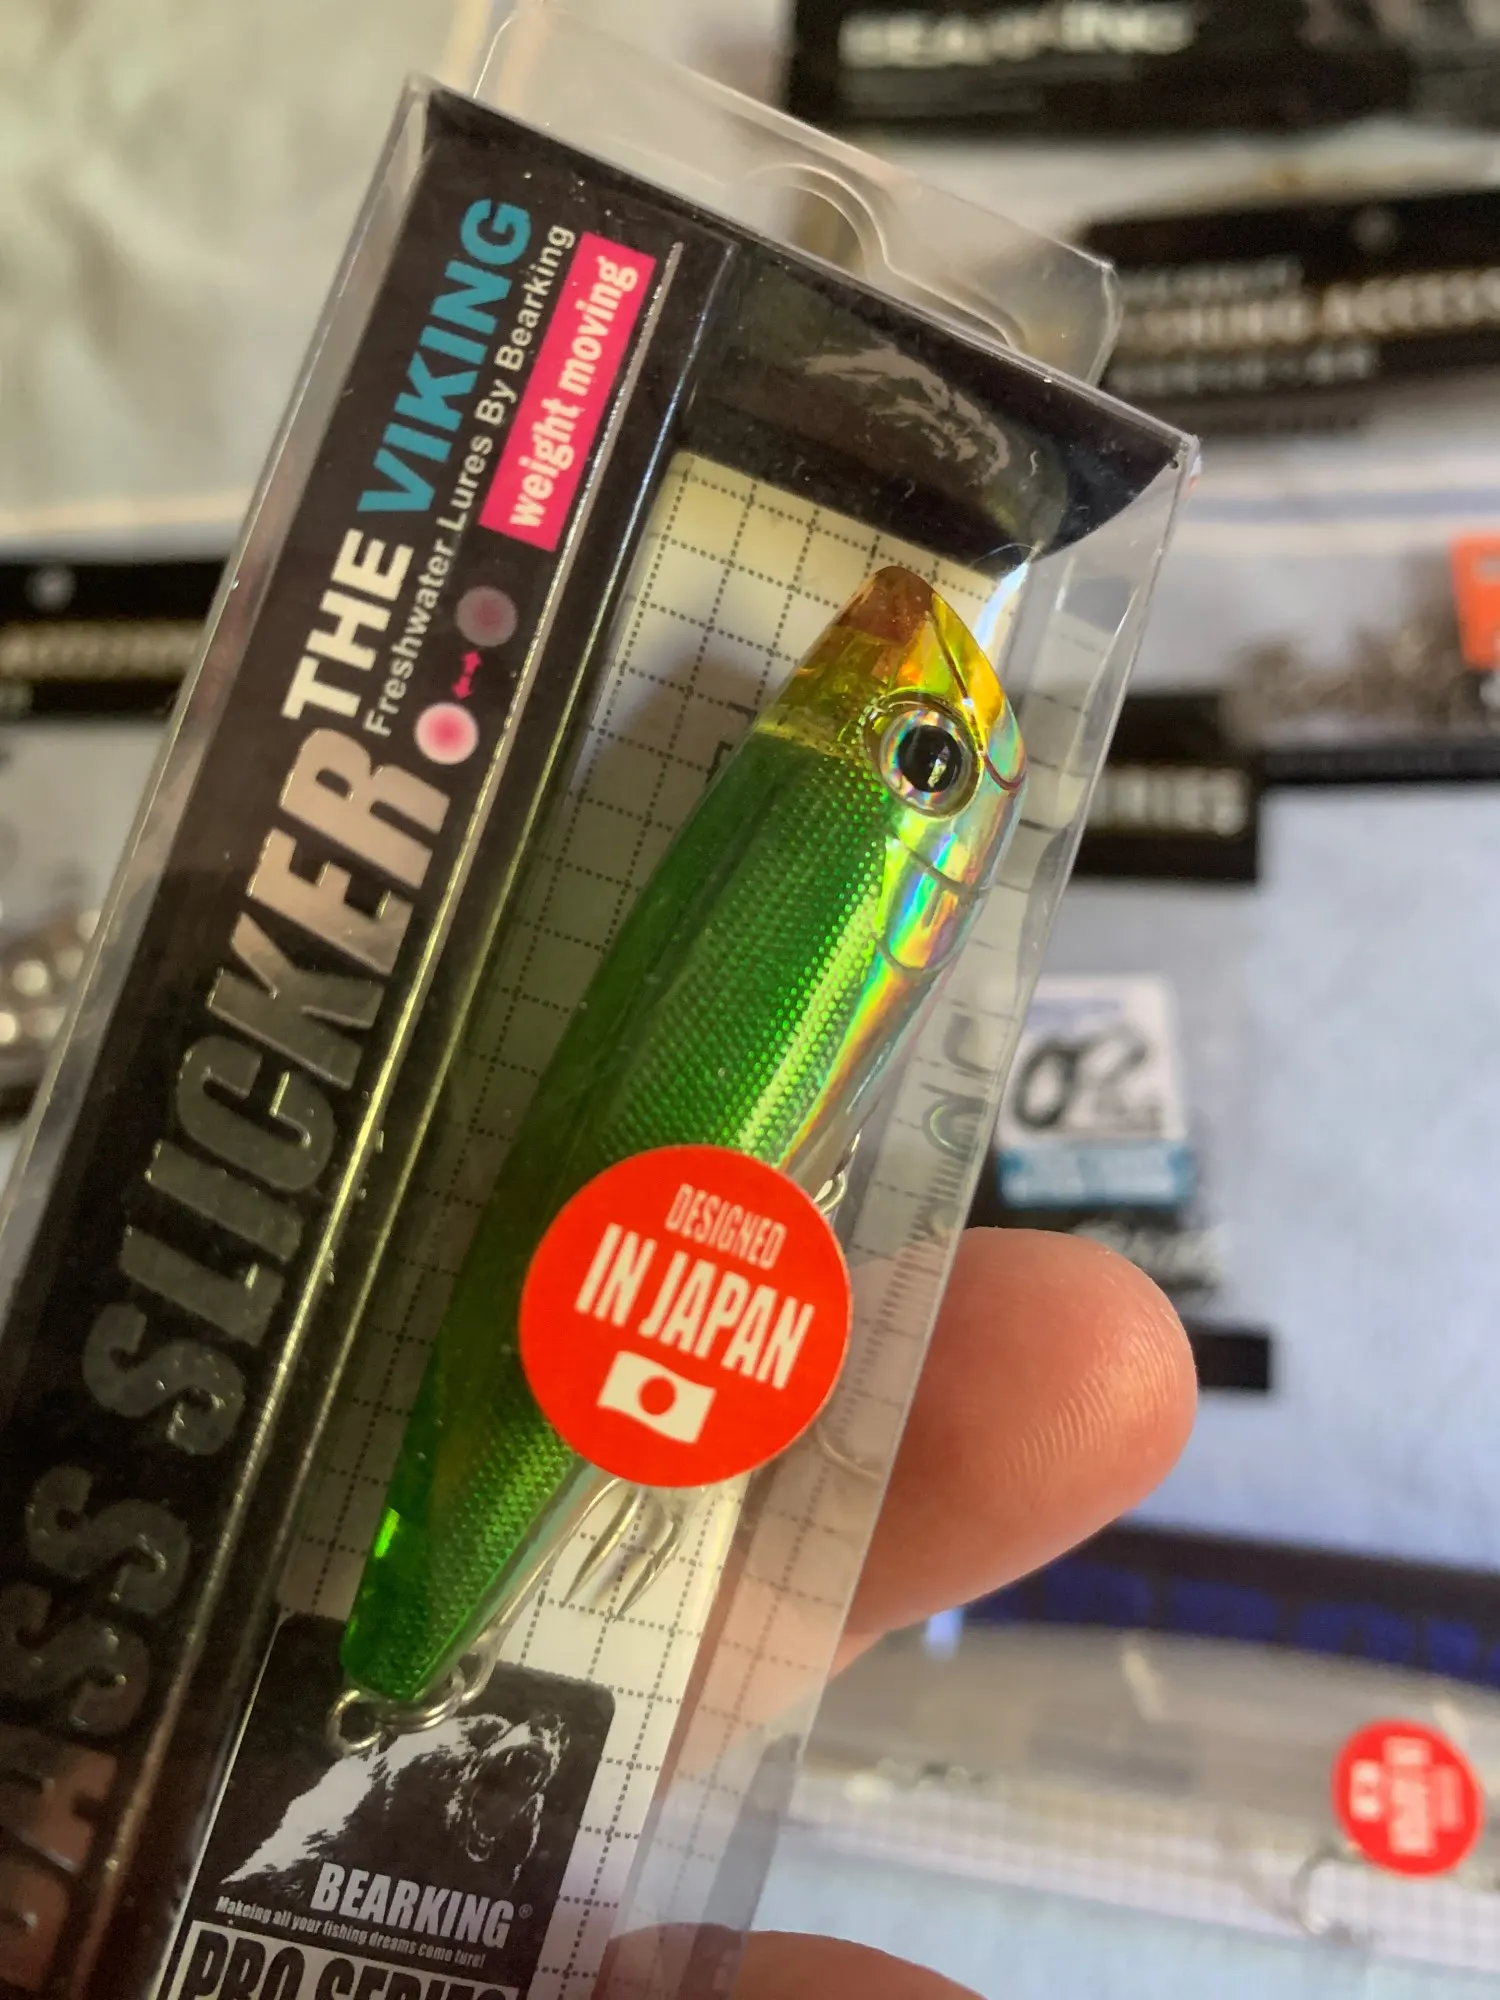 THE VIKING
Freshwater Lures By Bearking
weight moving
BASS SLICKER
DESIGNED
IN JAPAN
BEARKING®
Makeing all your fishing dreams come ture!
PRO SERIES